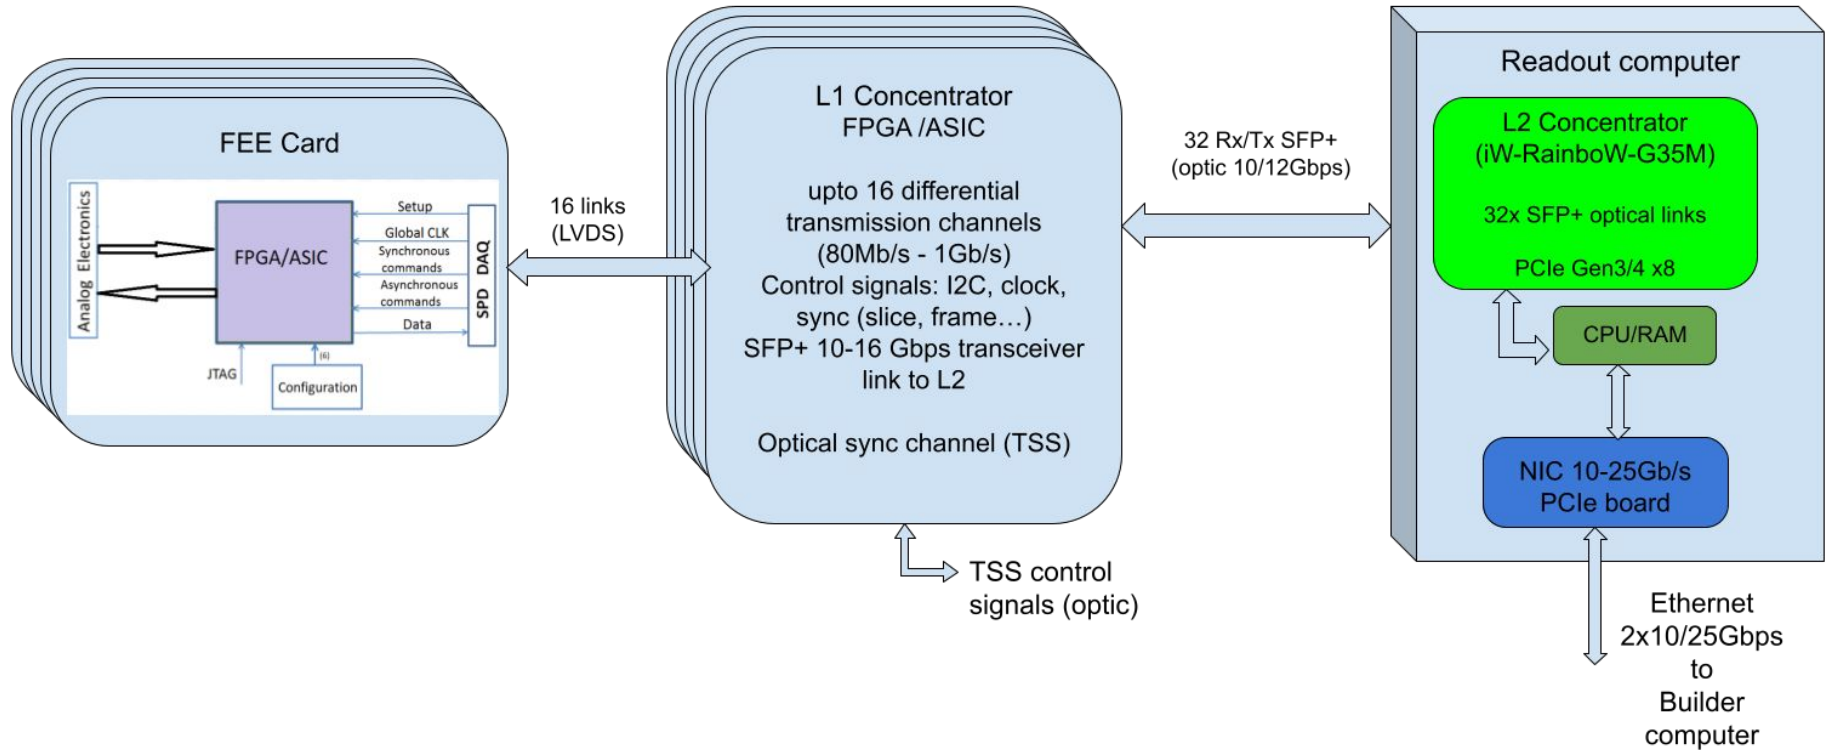 FEE Card
Analog Electronics
FPGA/ASIC
Setup
Global CLK
Synchronous
commands
Asynchronous
commands
Data
SPD DAQ
JTAG
(6)
Configuration
16 links
(LVDS)
L1 Concentrator
FPGA /ASIC
upto 16 differential
transmission channels
(80Mb/s - 1Gb/s)
Control signals: I2C, clock,
sync (slice, frame…)
SFP+ 10-16 Gbps transceiver
link to L2
Optical sync channel (TSS)
TSS control
signals (optic)
32 Rx/Tx SFP+
(optic 10/12Gbps)
Readout computer
L2 Concentrator
(iW-RainboW-G35M)
32x SFP+ optical links
PCIe Gen3/4 x8
CPU/RAM
NIC 10-25Gb/s
PCIe board
Ethernet
2x10/25Gbps
to
Builder
computer